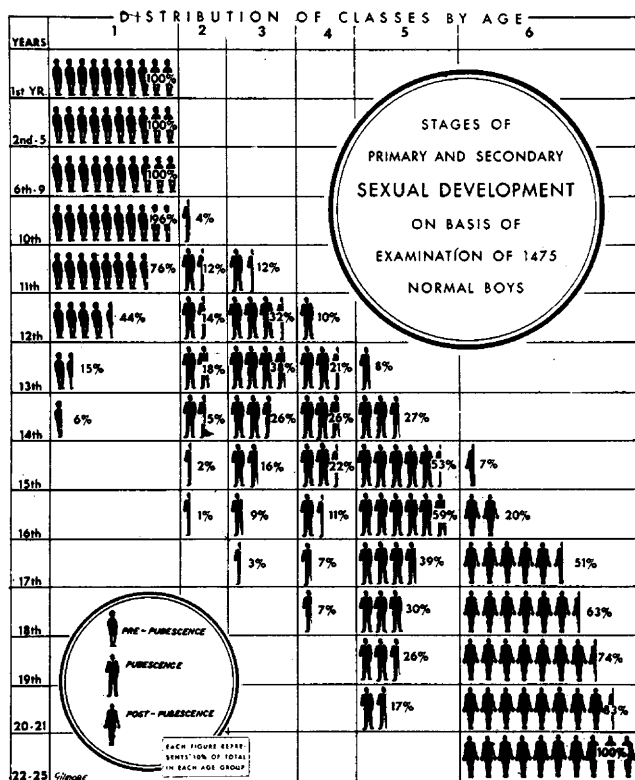 DISTRIBUTION OF CLASSES BY AGE
YEARS 1 2 3 4 5 6
1st YR. 100%
2nd-5 100%
6th-9 100%
10th 96% 4%
11th 76% 12% 12%
12th 44% 14% 32% 10%
13th 15% 18% 21% 8%
14th 6% 26% 26% 27%
15th 2% 16% 22% 53% 7%
16th 1% 9% 11% 59% 20%
17th 3% 7% 39% 51%
18th 7% 30% 63%
19th 26% 74%
20-21 17% 83%
22-25 100%
STAGES OF
PRIMARY AND SECONDARY
SEXUAL DEVELOPMENT
ON BASIS OF
EXAMINATION OF 1475
NORMAL BOYS
PRE-PUBESCENCE
PUBESCENCE
POST-PUBESCENCE
EACH FIGURE REPRE-
SENTS 10% OF TOTAL
IN EACH AGE GROUP